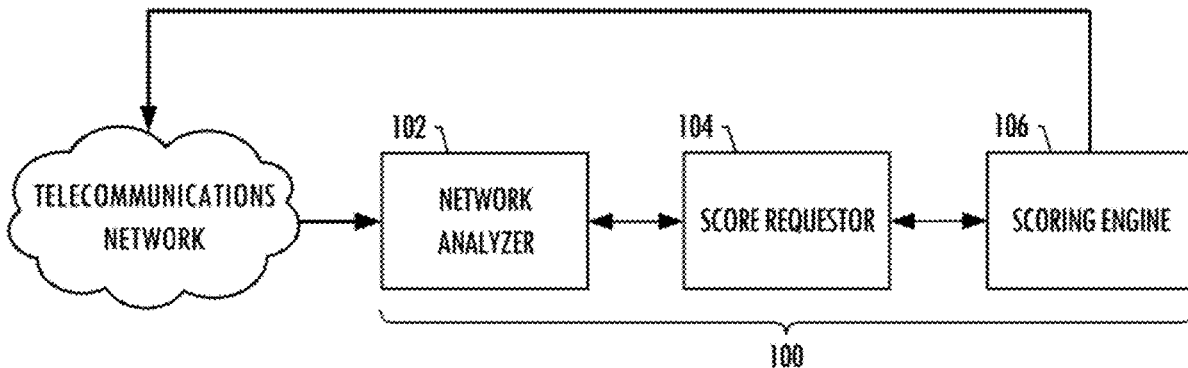 102
104
106
TELECOMMUNICATIONS
NETWORK
NETWORK
ANALYZER
SCORE REQUESTOR
SCORING ENGINE
100